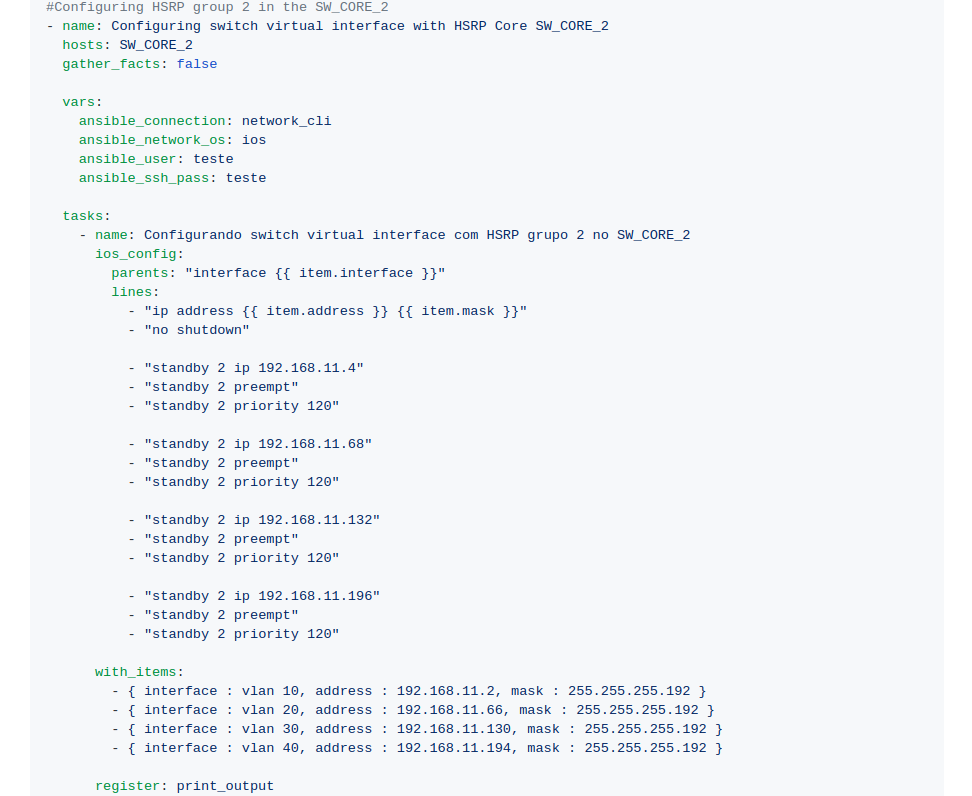 #Configuring HSRP group 2 in the SW_CORE_2
- name: Configuring switch virtual interface with HSRP Core SW_CORE_2
  hosts: SW_CORE_2
  gather_facts: false

  vars:
    ansible_connection: network_cli
    ansible_network_os: ios
    ansible_user: teste
    ansible_ssh_pass: teste

  tasks:
    - name: Configurando switch virtual interface com HSRP grupo 2 no SW_CORE_2
      ios_config:
        parents: "interface {{ item.interface }}"
        lines:
          - "ip address {{ item.address }} {{ item.mask }}"
          - "no shutdown"

          - "standby 2 ip 192.168.11.4"
          - "standby 2 preempt"
          - "standby 2 priority 120"

          - "standby 2 ip 192.168.11.68"
          - "standby 2 preempt"
          - "standby 2 priority 120"

          - "standby 2 ip 192.168.11.132"
          - "standby 2 preempt"
          - "standby 2 priority 120"

          - "standby 2 ip 192.168.11.196"
          - "standby 2 preempt"
          - "standby 2 priority 120"

      with_items:
        - { interface : vlan 10, address : 192.168.11.2, mask : 255.255.255.192 }
        - { interface : vlan 20, address : 192.168.11.66, mask : 255.255.255.192 }
        - { interface : vlan 30, address : 192.168.11.130, mask : 255.255.255.192 }
        - { interface : vlan 40, address : 192.168.11.194, mask : 255.255.255.192 }

      register: print_output